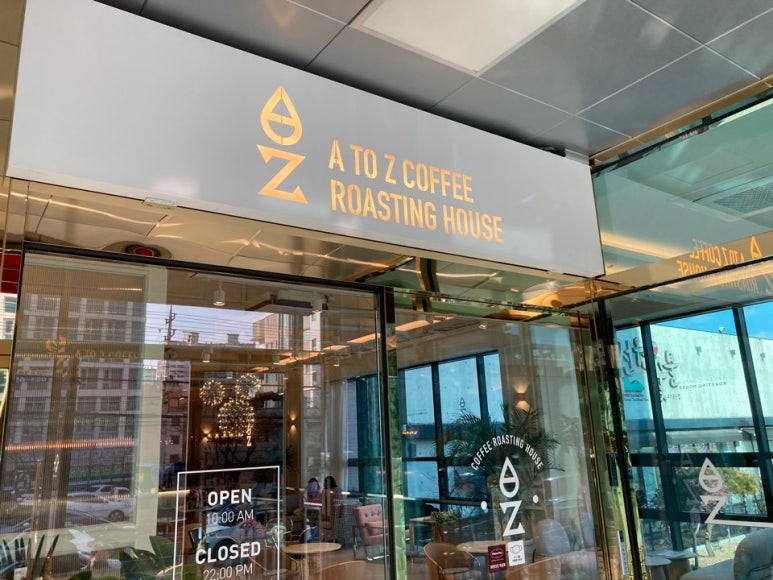 A TO Z COFFEE
ROASTING HOUSE
OPEN
10:00 AM
CLOSED
22:00 PM
COFFEE ROASTING HOUSE
Z
Z